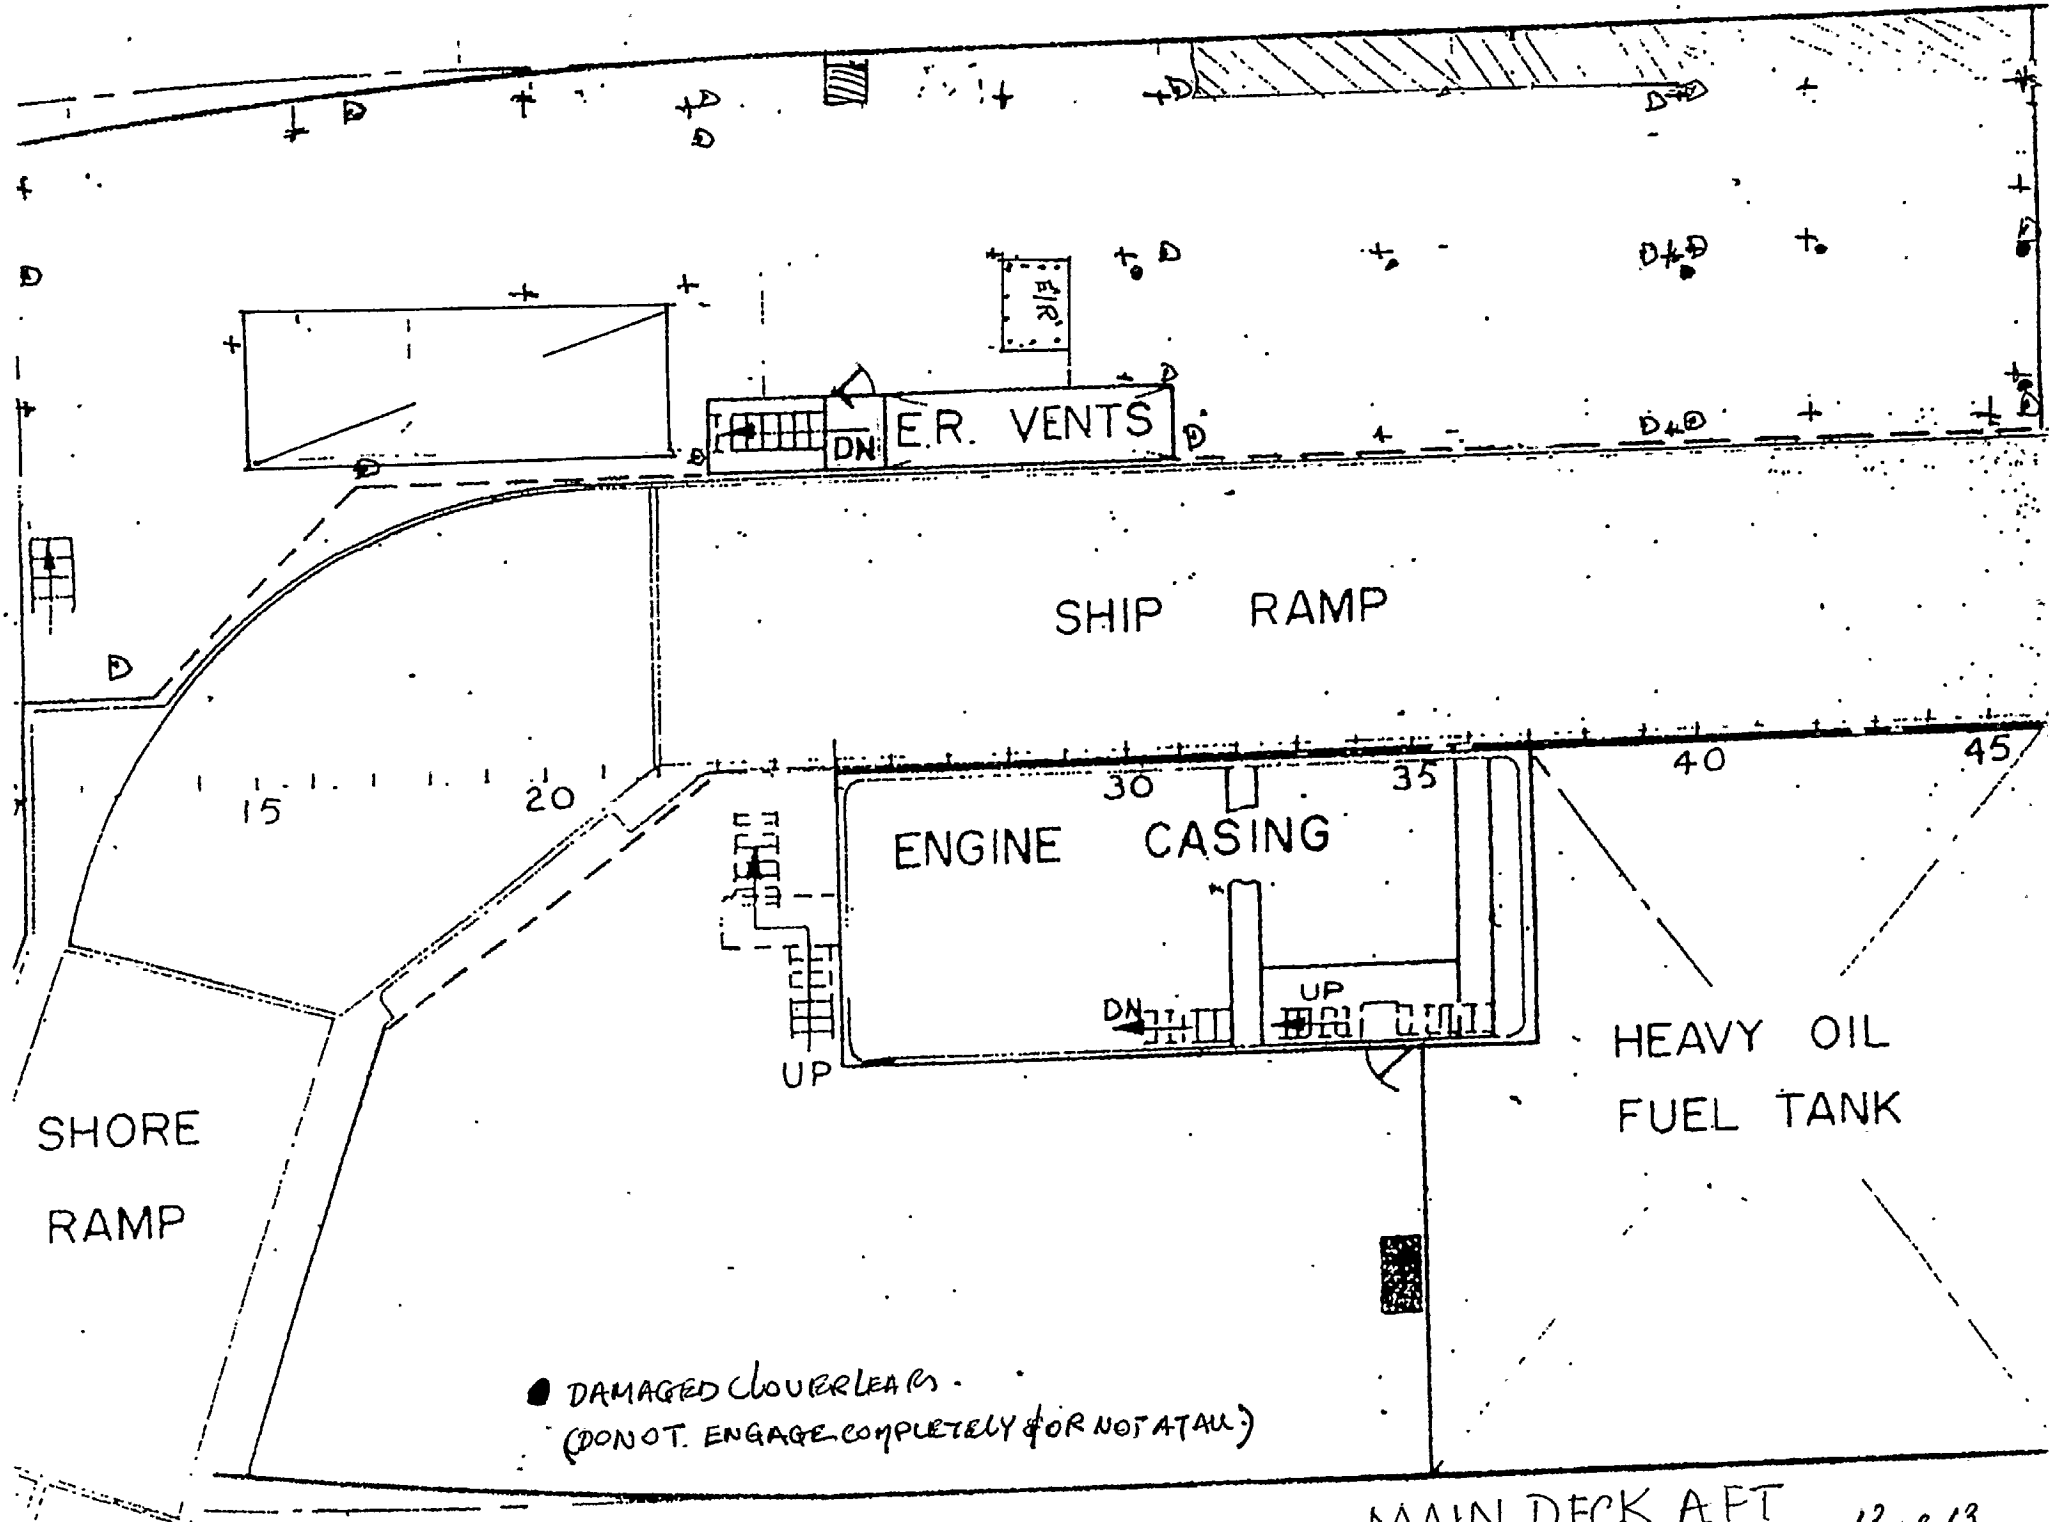 E/R
E.R. VENTS
DN
SHIP RAMP
15 20 30 35 40 45
ENGINE CASING
UP
DN
UP
HEAVY OIL
FUEL TANK
SHORE
RAMP
● DAMAGED CLOVERLEAFS.
(DO NOT ENGAGE COMPLETELY &/OR NOT AT ALL)
MAIN DECK AFT